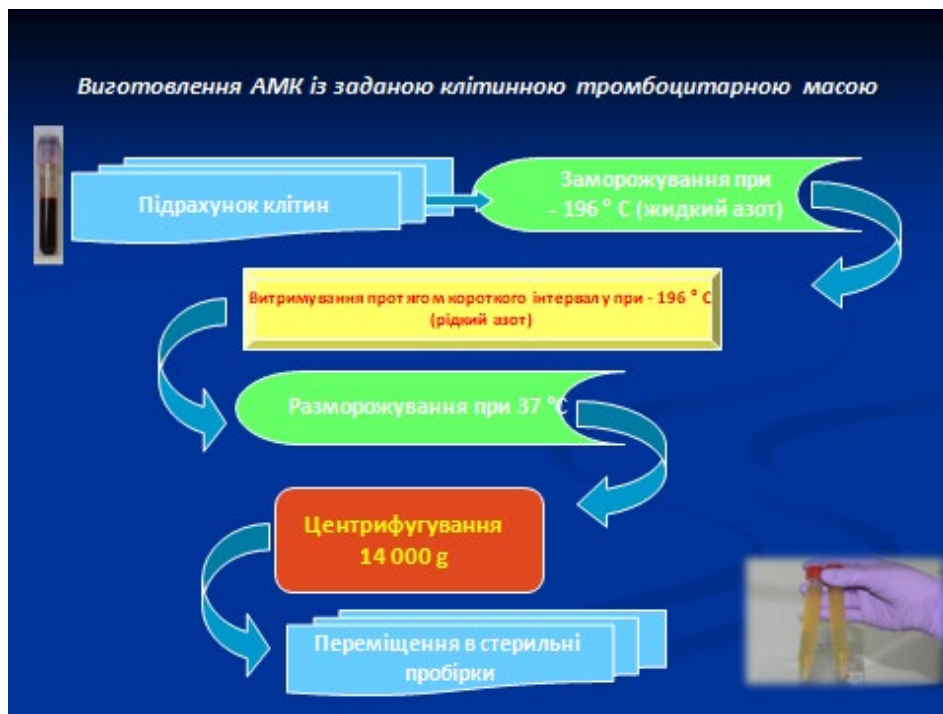 Виготовлення АМК із заданою клітинною тромбоцитарною масою
Підрахунок клітин
Заморожування при
- 196 ° С (жидкий азот)
Витримування протягом короткого інтервалу при - 196 ° С
(рідкий азот)
Разморожування при 37 °С
Центрифугування
14 000 g
Переміщення в стерильні
пробірки